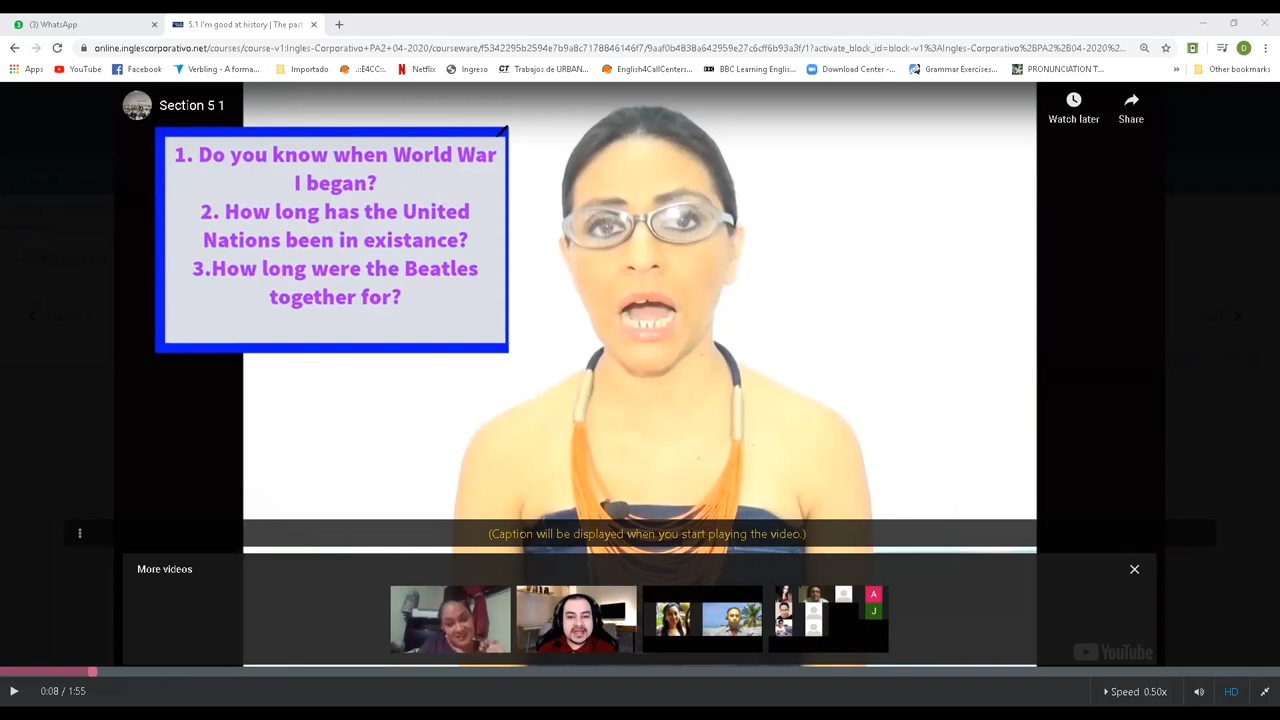 (3) WhatsApp
5.1 I'm good at history | The past
online.inglescorporativo.net/courses/course-v1:Ingles-Corporativo+PA2+04-2020/courseware/f5342295b2594e7b9a8c7178846146f7/9aaf0b4838a642959e27c6cff6b93a3f/1?activate_block_id=block-v1%3AIngles-Corporativo%2BPA2%2B04-2020%2B...
D
Apps YouTube Facebook Verbling - A forma... Importado .::E4CC::. Netflix Ingreso CT Trabajos de URBAN... English4CallCenters... BBC Learning Englis... Download Center -... Grammar Exercises... PRONUNCIATION T... » Other bookmarks
Section 5 1
Watch later
Share
1. Do you know when World War
I began?
2. How long has the United
Nations been in existance?
3.How long were the Beatles
together for?
(Caption will be displayed when you start playing the video.)
More videos
A
J
YouTube
0:08 / 1:55
Speed 0.50x
HD